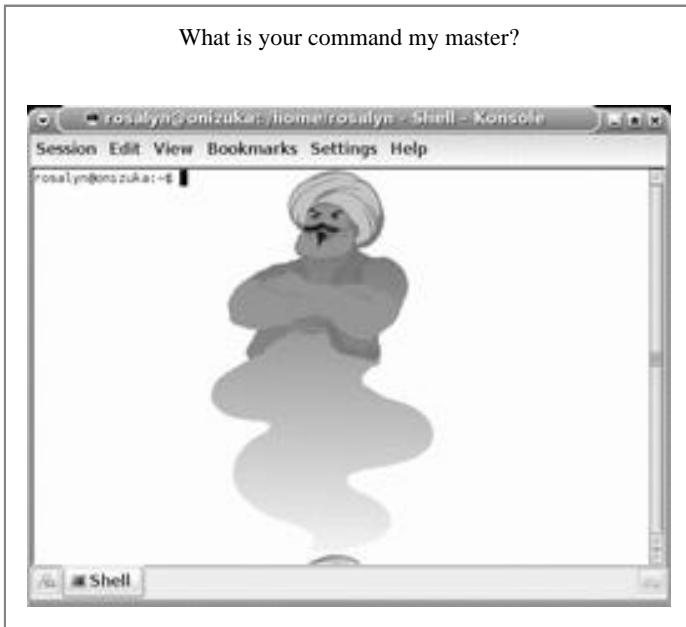 What is your command my master?
rosalyn@onizuka: /home/rosalyn - Shell - Konsole
Session Edit View Bookmarks Settings Help
rosalyn@onizuka:~$
Shell